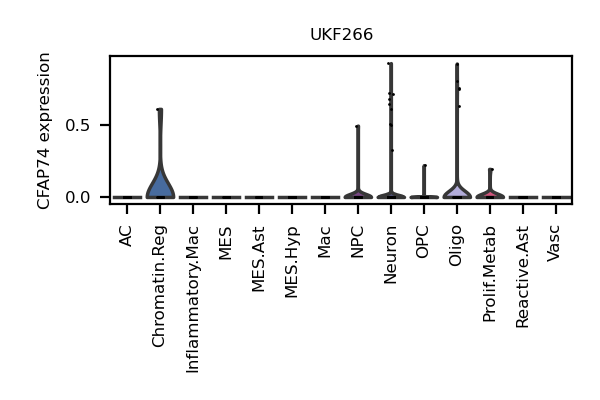 UKF266
CFAP74 expression
0.5
0.0
AC
Chromatin.Reg
Inflammatory.Mac
MES
MES.Ast
MES.Hyp
Mac
NPC
Neuron
OPC
Oligo
Prolif.Metab
Reactive.Ast
Vasc